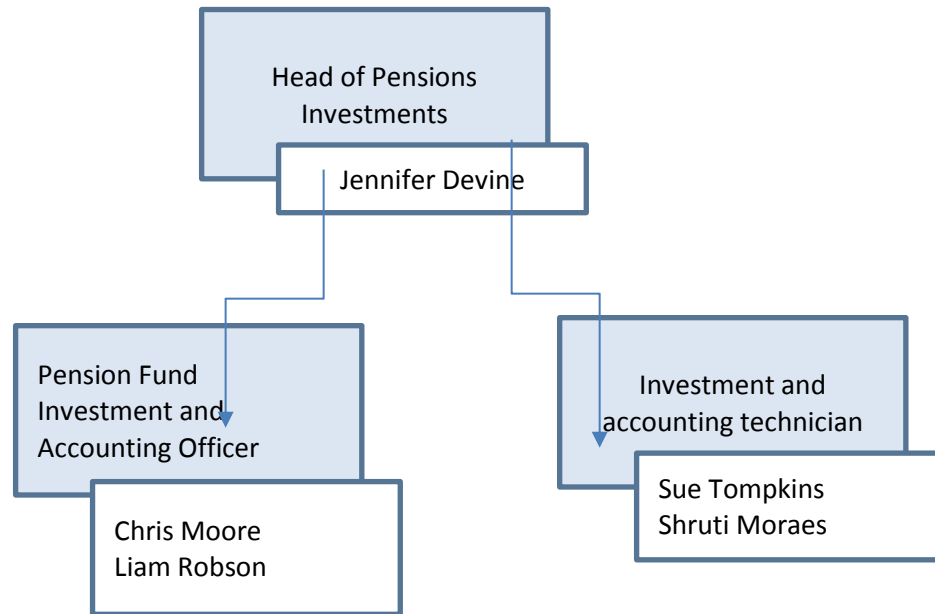 Head of Pensions
Investments
Jennifer Devine
Pension Fund
Investment and
Accounting Officer
Chris Moore
Liam Robson
Investment and
accounting technician
Sue Tompkins
Shruti Moraes